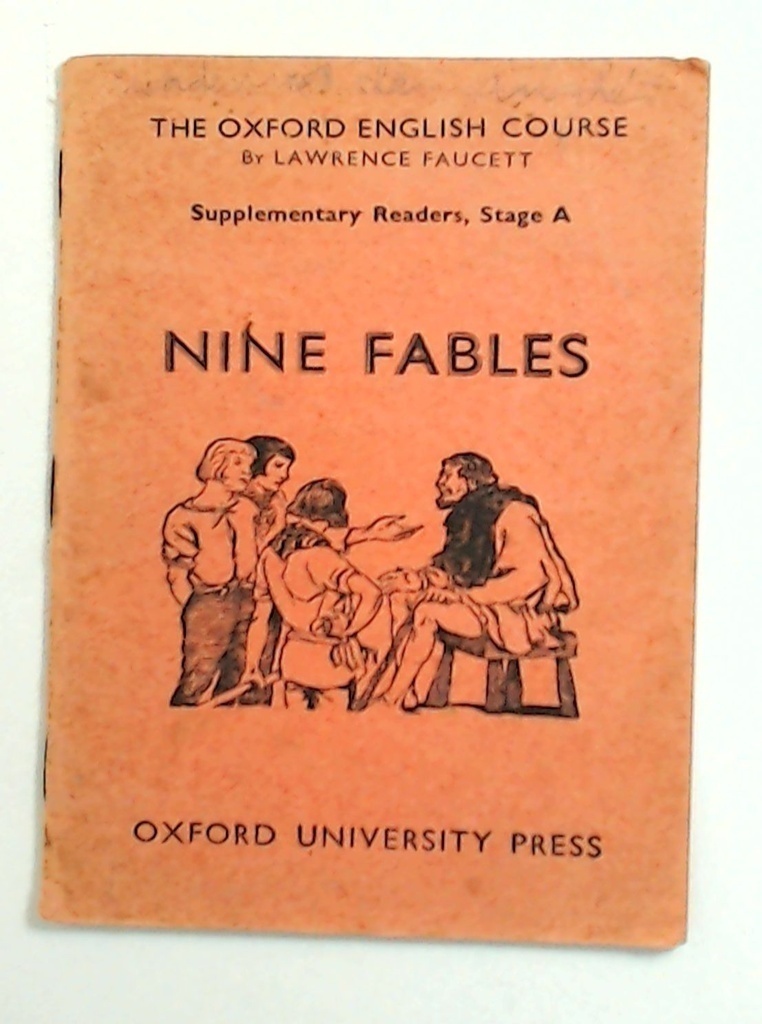 THE OXFORD ENGLISH COURSE
By LAWRENCE FAUCETT
Supplementary Readers, Stage A
NINE FABLES
OXFORD UNIVERSITY PRESS